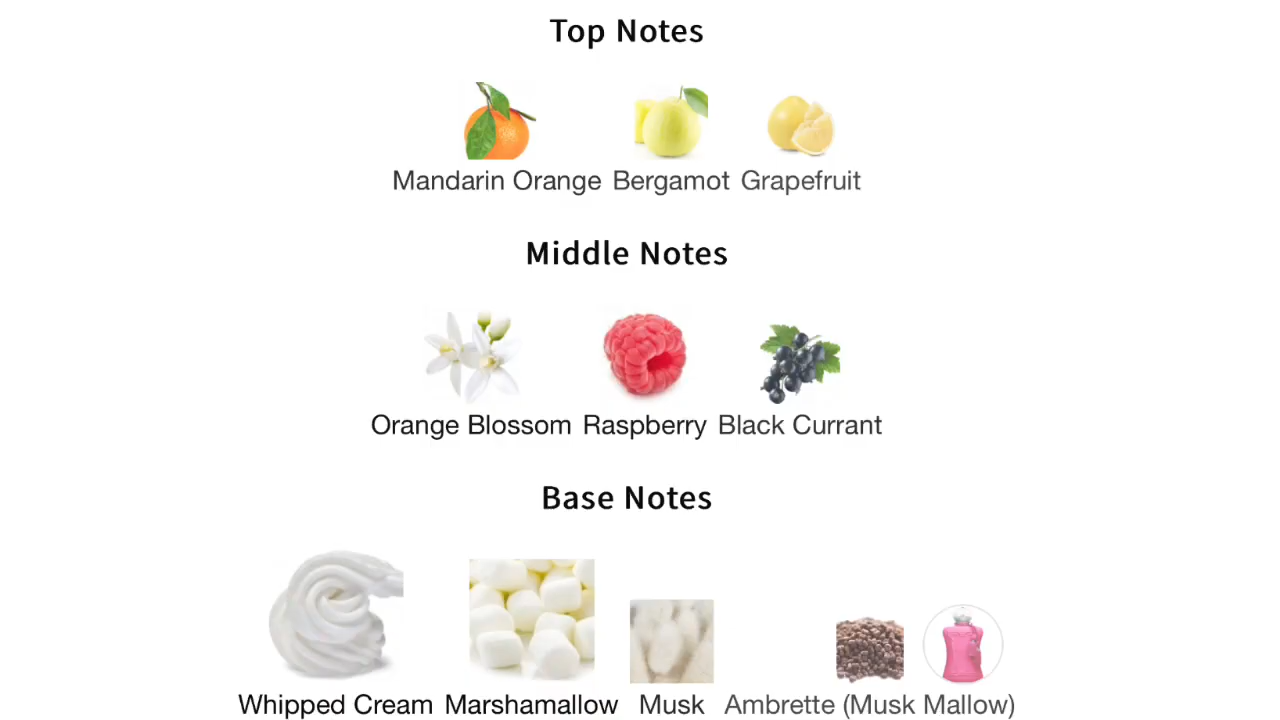 Top Notes
Mandarin Orange Bergamot Grapefruit
Middle Notes
Orange Blossom Raspberry Black Currant
Base Notes
Whipped Cream Marshamallow Musk Ambrette (Musk Mallow)